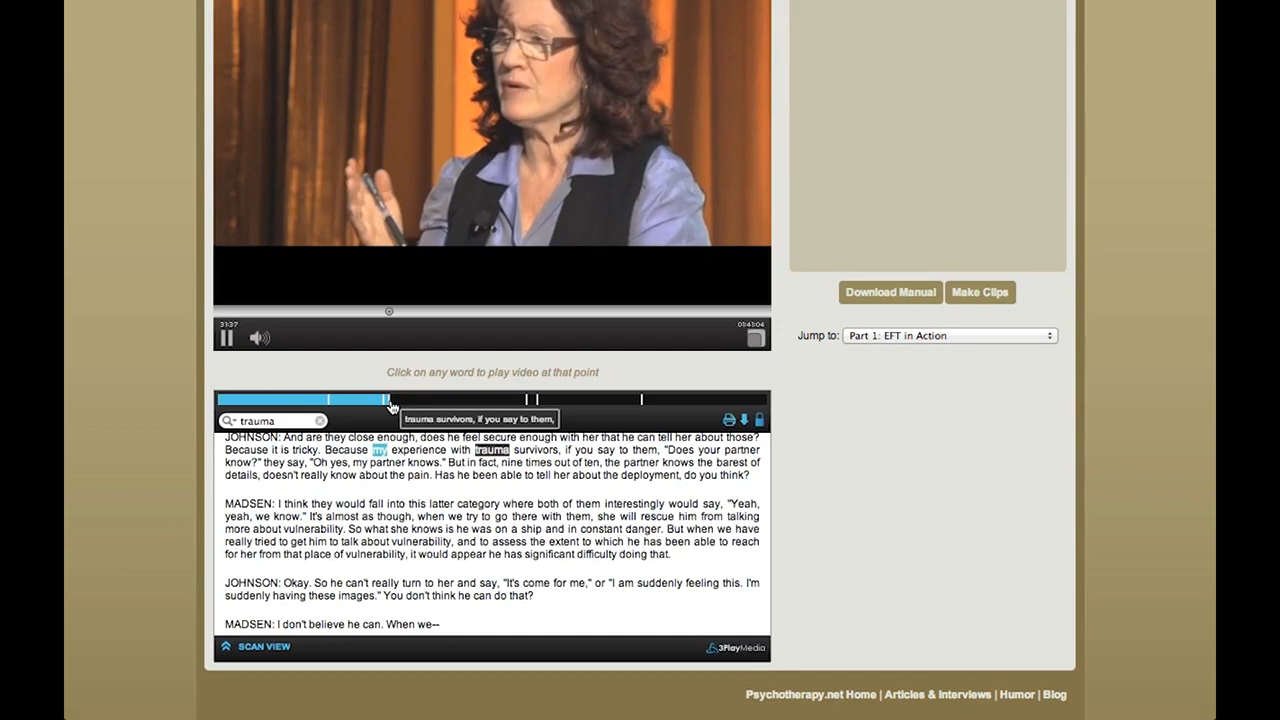 Download Manual Make Clips
31:37 01:41:04
Jump to: Part 1: EFT in Action
Click on any word to play video at that point
trauma
trauma survivors, if you say to them,
JOHNSON: And are they close enough, does he feel secure enough with her that he can tell her about those?
Because it is tricky. Because my experience with trauma survivors, if you say to them, "Does your partner
know?" they say, "Oh yes, my partner knows." But in fact, nine times out of ten, the partner knows the barest of
details, doesn't really know about the pain. Has he been able to tell her about the deployment, do you think?
MADSEN: I think they would fall into this latter category where both of them interestingly would say, "Yeah,
yeah, we know." It's almost as though, when we try to go there with them, she will rescue him from talking
more about vulnerability. So what she knows is he was on a ship and in constant danger. But when we have
really tried to get him to talk about vulnerability, and to assess the extent to which he has been able to reach
for her from that place of vulnerability, it would appear he has significant difficulty doing that.
JOHNSON: Okay. So he can't really turn to her and say, "It's come for me," or "I am suddenly feeling this. I'm
suddenly having these images." You don't think he can do that?
MADSEN: I don't believe he can. When we--
SCAN VIEW 3PlayMedia
Psychotherapy.net Home | Articles & Interviews | Humor | Blog